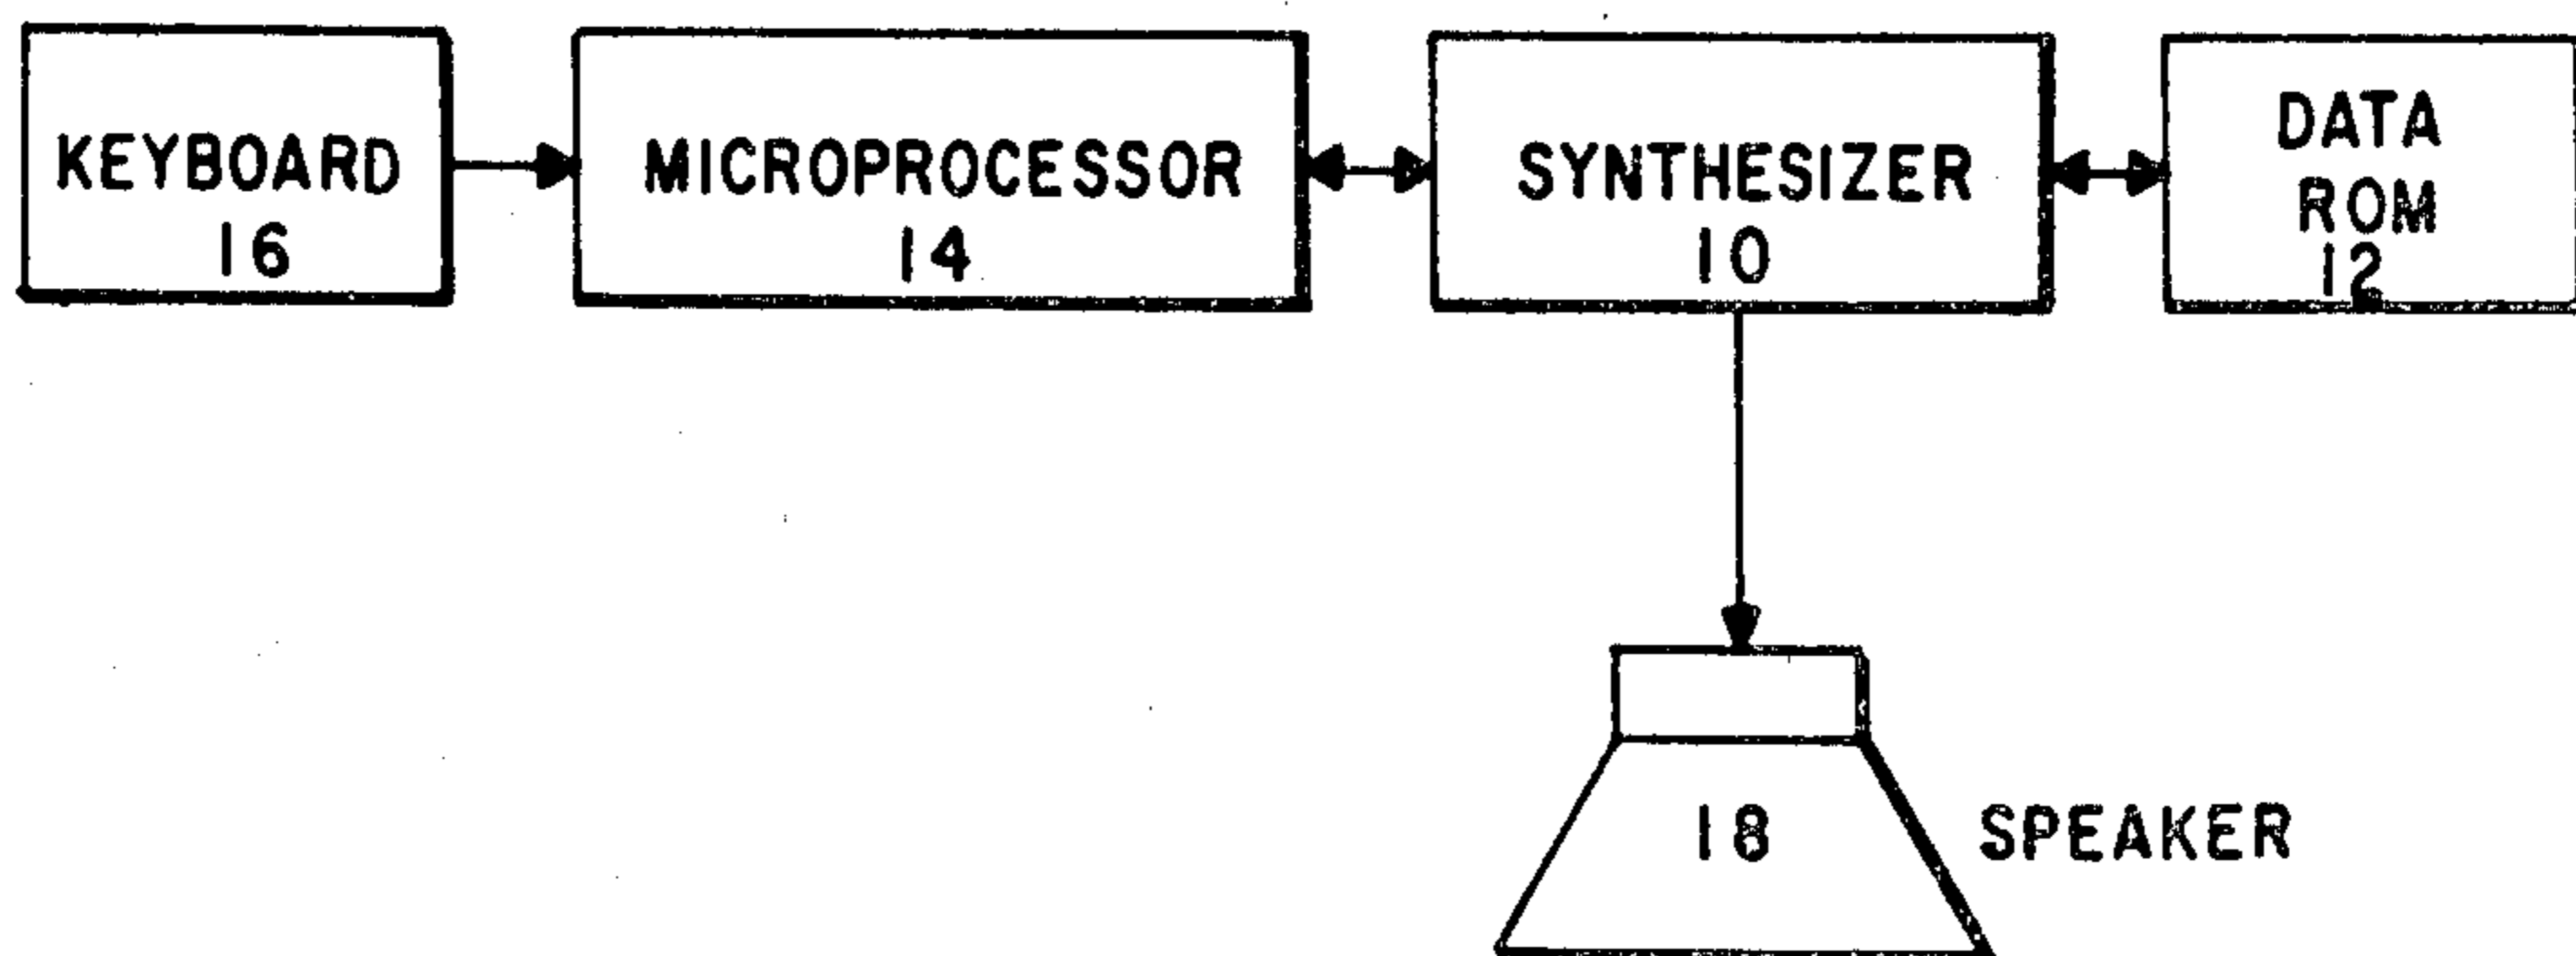 KEYBOARD
16
MICROPROCESSOR
14
SYNTHESIZER
10
DATA
ROM
12
18
SPEAKER